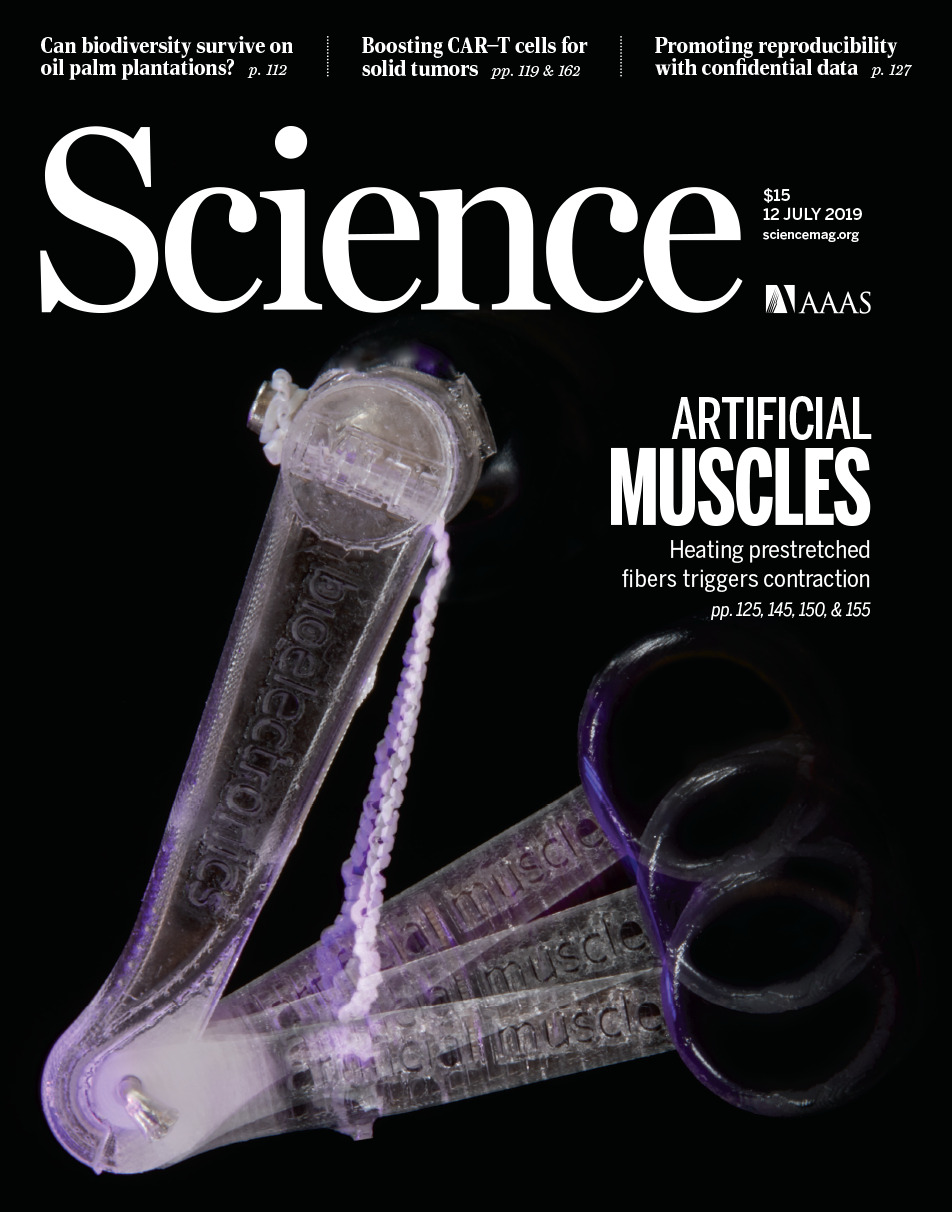 Can biodiversity survive on
oil palm plantations? p. 112
Boosting CAR–T cells for
solid tumors pp. 119 & 162
Promoting reproducibility
with confidential data p. 127
Science
$15
12 JULY 2019
sciencemag.org
AAAS
ARTIFICIAL
MUSCLES
Heating prestretched
fibers triggers contraction
pp. 125, 145, 150, & 155
bioelectronics
artificial muscle
artificial muscle
artificial muscle